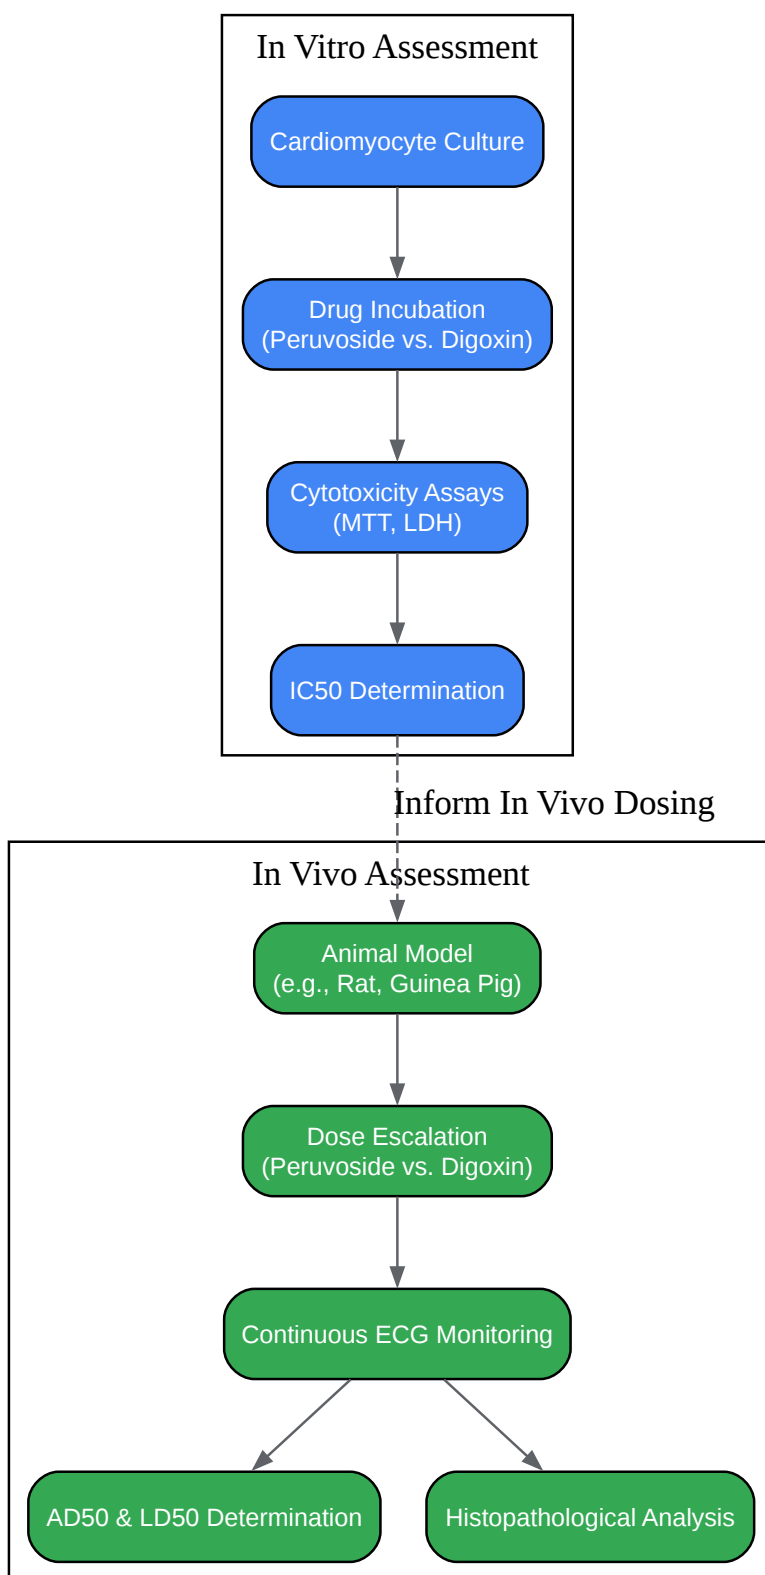 In Vitro Assessment
Cardiomyocyte Culture
Drug Incubation
(Peruvoside vs. Digoxin)
Cytotoxicity Assays
(MTT, LDH)
IC50 Determination
Inform In Vivo Dosing
In Vivo Assessment
Animal Model
(e.g., Rat, Guinea Pig)
Dose Escalation
(Peruvoside vs. Digoxin)
Continuous ECG Monitoring
AD50 & LD50 Determination
Histopathological Analysis